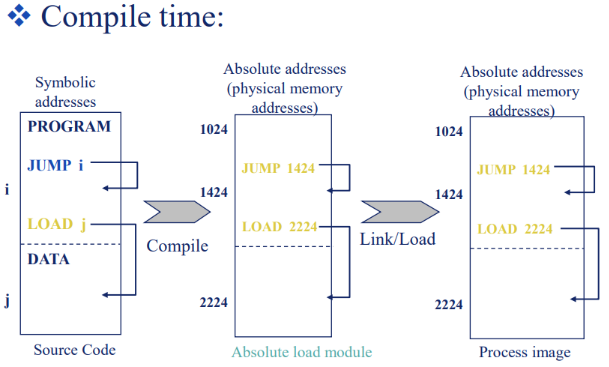 ❖ Compile time:
Symbolic
addresses
PROGRAM
JUMP i
i
LOAD j
DATA
j
Source Code
Compile
Absolute addresses
(physical memory
addresses)
1024
JUMP 1424
1424
LOAD 2224
2224
Absolute load module
Link/Load
Absolute addresses
(physical memory
addresses)
1024
JUMP 1424
1424
LOAD 2224
2224
Process image